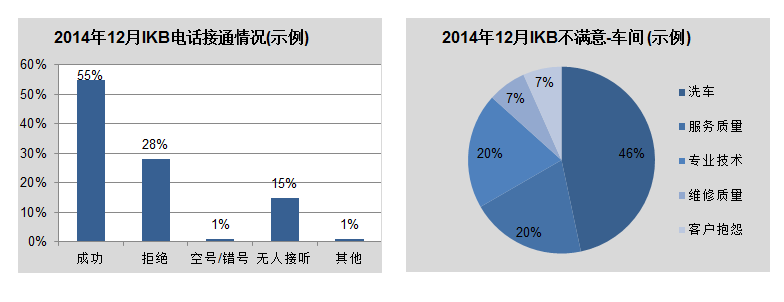 2014年12月IKB电话接通情况(示例)
60%
50%
40%
30%
20%
10%
0%
55%
28%
1%
15%
1%
成功
拒绝
空号/错号
无人接听
其他
2014年12月IKB不满意-车间 (示例)
46%
20%
20%
7%
7%
洗车
服务质量
专业技术
维修质量
客户抱怨